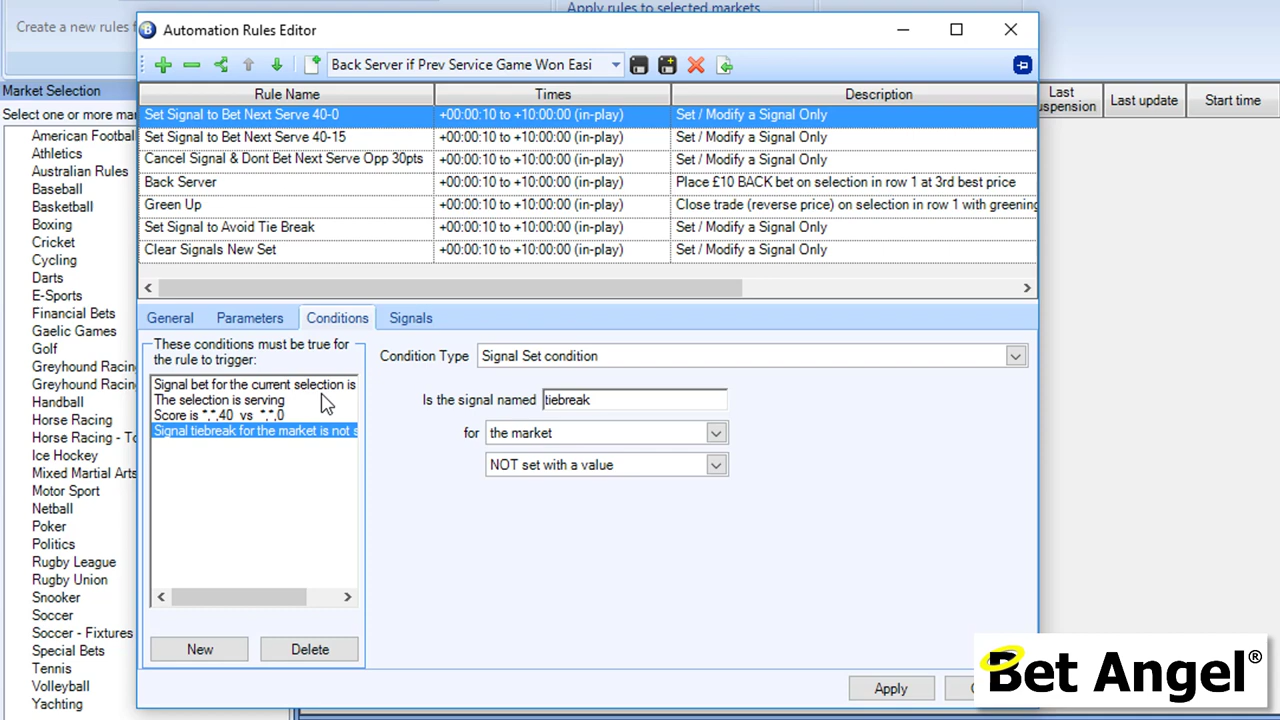 Create a new rules f
Apply rules to selected markets
Automation Rules Editor
Back Server if Prev Service Game Won Easi
Rule Name Times Description
Set Signal to Bet Next Serve 40-0 +00:00:10 to +10:00:00 (in-play) Set / Modify a Signal Only
Set Signal to Bet Next Serve 40-15 +00:00:10 to +10:00:00 (in-play) Set / Modify a Signal Only
Cancel Signal & Dont Bet Next Serve Opp 30pts +00:00:10 to +10:00:00 (in-play) Set / Modify a Signal Only
Back Server +00:00:10 to +10:00:00 (in-play) Place £10 BACK bet on selection in row 1 at 3rd best price
Green Up +00:00:10 to +10:00:00 (in-play) Close trade (reverse price) on selection in row 1 with greening
Set Signal to Avoid Tie Break +00:00:10 to +10:00:00 (in-play) Set / Modify a Signal Only
Clear Signals New Set +00:00:10 to +10:00:00 (in-play) Set / Modify a Signal Only
General Parameters Conditions Signals
These conditions must be true for
the rule to trigger:
Signal bet for the current selection is
The selection is serving
Score is *,*,40 vs *,*,0
Signal tiebreak for the market is not s
New Delete
Condition Type Signal Set condition
Is the signal named tiebreak
for the market
NOT set with a value
Apply
Market Selection
Select one or more mar
American Footbal
Athletics
Australian Rules
Baseball
Basketball
Boxing
Cricket
Cycling
Darts
E-Sports
Financial Bets
Gaelic Games
Golf
Greyhound Racing
Greyhound Racing
Handball
Horse Racing
Horse Racing - To
Ice Hockey
Mixed Martial Arts
Motor Sport
Netball
Poker
Politics
Rugby League
Rugby Union
Snooker
Soccer
Soccer - Fixtures
Special Bets
Tennis
Volleyball
Yachting
Last
uspension
Last update
Start time
Bet Angel®